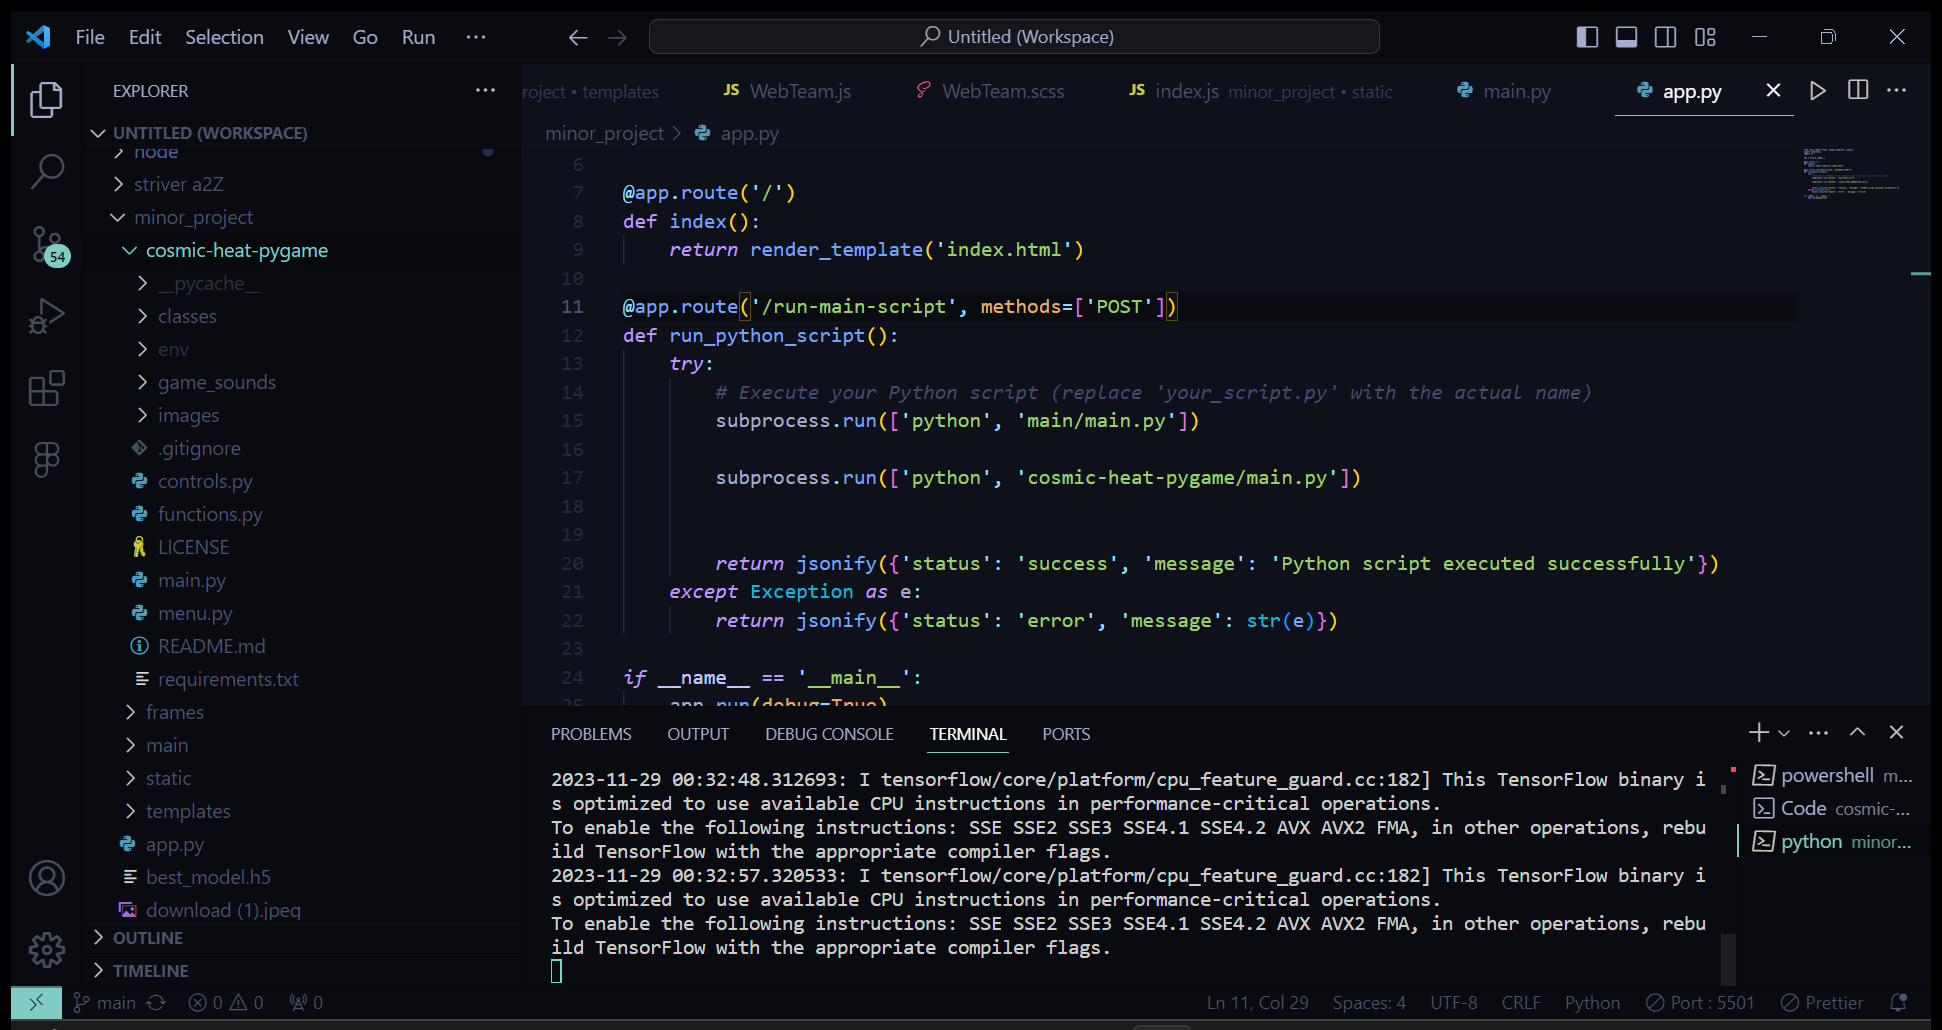 File Edit Selection View Go Run ···
Untitled (Workspace)
EXPLORER
roject • templates
JS WebTeam.js
WebTeam.scss
JS index.js minor_project • static
main.py
app.py
minor_project > app.py
UNTITLED (WORKSPACE)
node
striver a2Z
minor_project
cosmic-heat-pygame
__pycache__
classes
env
game_sounds
images
.gitignore
controls.py
functions.py
LICENSE
main.py
menu.py
README.md
requirements.txt
frames
main
static
templates
app.py
best_model.h5
download (1).jpeg
OUTLINE
TIMELINE
54
6
7 @app.route('/')
8 def index():
9 return render_template('index.html')
10
11 @app.route('/run-main-script', methods=['POST'])
12 def run_python_script():
13 try:
14 # Execute your Python script (replace 'your_script.py' with the actual name)
15 subprocess.run(['python', 'main/main.py'])
16
17 subprocess.run(['python', 'cosmic-heat-pygame/main.py'])
18
19
20 return jsonify({'status': 'success', 'message': 'Python script executed successfully'})
21 except Exception as e:
22 return jsonify({'status': 'error', 'message': str(e)})
23
24 if __name__ == '__main__':
25 app.run(debug=True)
PROBLEMS OUTPUT DEBUG CONSOLE TERMINAL PORTS
2023-11-29 00:32:48.312693: I tensorflow/core/platform/cpu_feature_guard.cc:182] This TensorFlow binary i
s optimized to use available CPU instructions in performance-critical operations.
To enable the following instructions: SSE SSE2 SSE3 SSE4.1 SSE4.2 AVX AVX2 FMA, in other operations, rebu
ild TensorFlow with the appropriate compiler flags.
2023-11-29 00:32:57.320533: I tensorflow/core/platform/cpu_feature_guard.cc:182] This TensorFlow binary i
s optimized to use available CPU instructions in performance-critical operations.
To enable the following instructions: SSE SSE2 SSE3 SSE4.1 SSE4.2 AVX AVX2 FMA, in other operations, rebu
ild TensorFlow with the appropriate compiler flags.
powershell m...
Code cosmic-...
python minor...
main 0 0 0
Ln 11, Col 29 Spaces: 4 UTF-8 CRLF Python Port : 5501 Prettier